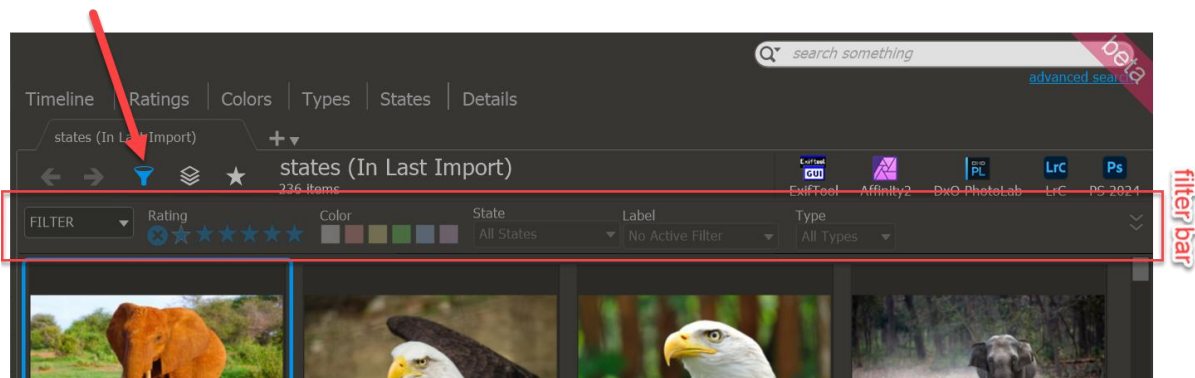 search something
beta
advanced search
Timeline Ratings Colors Types States Details
states (In Last Import)
states (In Last Import)
236 items
ExifTool GUI
PL
LrC
Ps
ExifTool Affinity2 DxO PhotoLab LrC PS 2024
FILTER
Rating Color State Label Type
All States No Active Filter All Types
filter bar